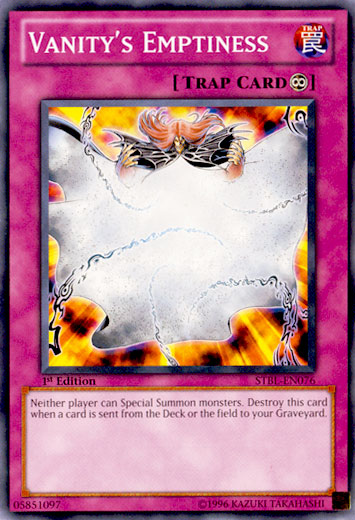 VANITY'S EMPTINESS
TRAP
罠
[TRAP CARD]
1st Edition
STBL-EN076
Neither player can Special Summon monsters. Destroy this card
when a card is sent from the Deck or the field to your Graveyard.
05851097
©1996 KAZUKI TAKAHASHI